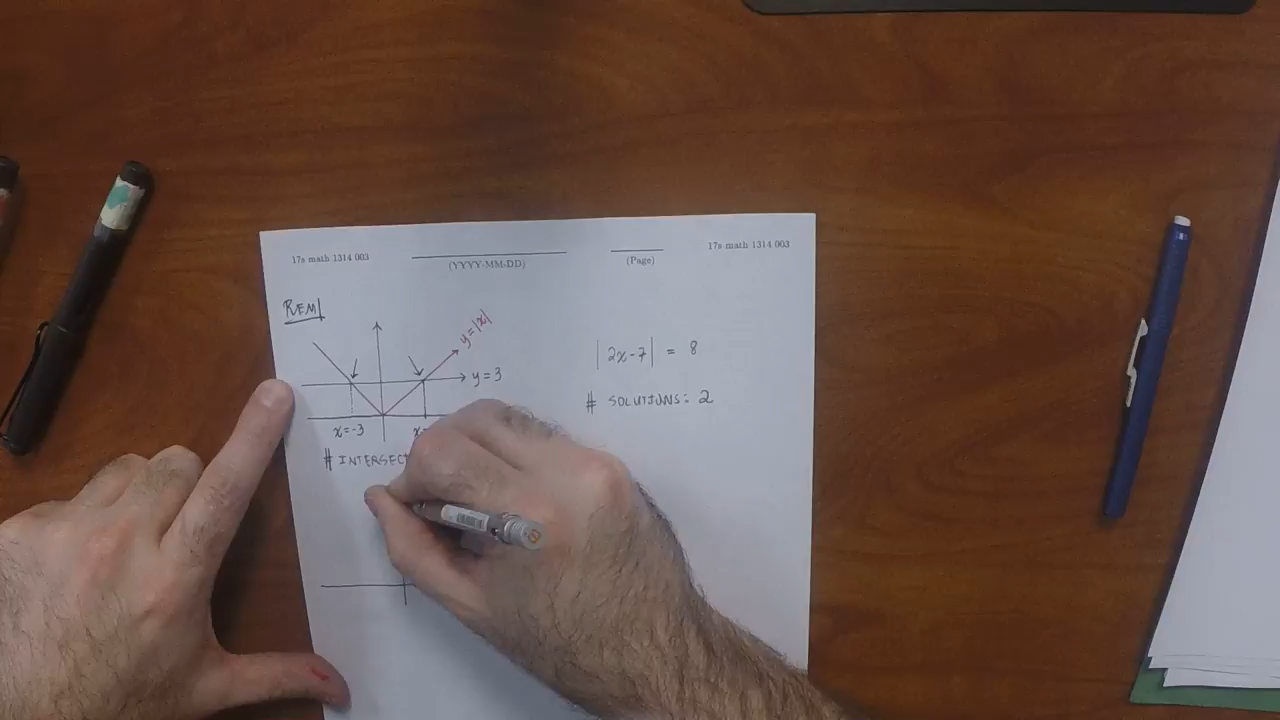 17s math 1314 003
(YYYY-MM-DD)
(Page)
17s math 1314 003
REM
y=|x|
y=3
x=-3
|2x-7| = 8
# SOLUTIONS: 2